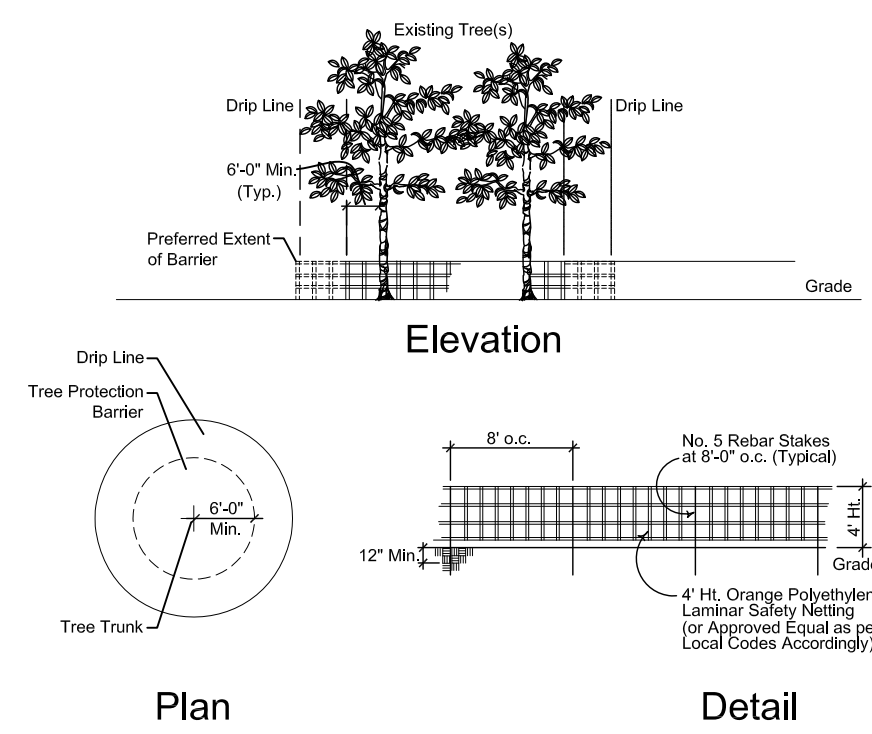 Existing Tree(s)
Drip Line
Drip Line
6'-0" Min.
(Typ.)
Preferred Extent
of Barrier
Grade
Elevation
Drip Line
Tree Protection
Barrier
6'-0"
Min.
Tree Trunk
Plan
8' o.c.
No. 5 Rebar Stakes
at 8'-0" o.c. (Typical)
4' Ht.
12" Min.
Grade
4' Ht. Orange Polyethylen
Laminar Safety Netting
(or Approved Equal as pe
Local Codes Accordingly)
Detail